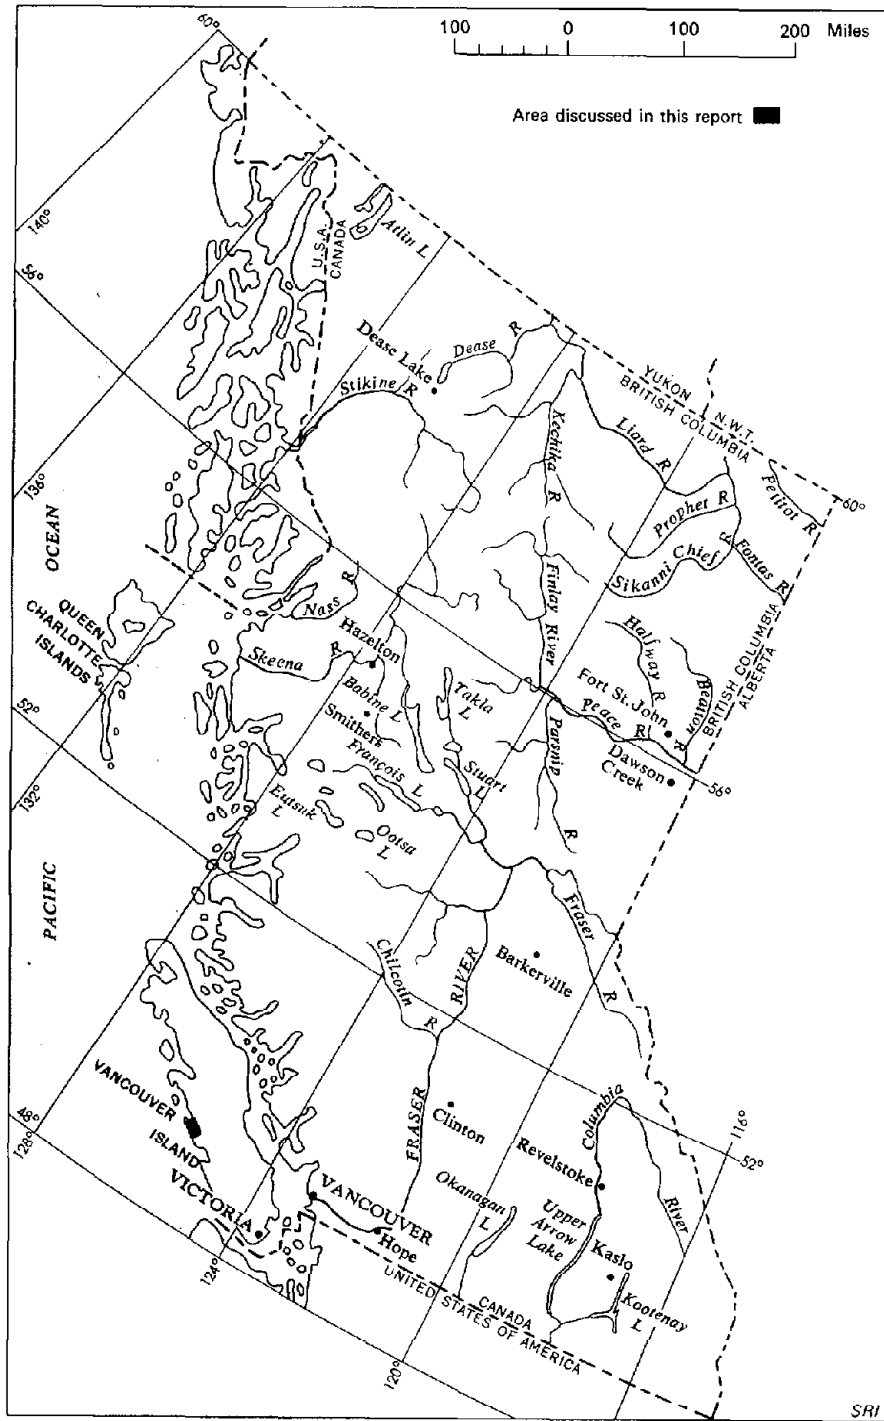 100 0 100 200 Miles
Area discussed in this report
60°
140°
56°
136°
52°
132°
48°
128°
124°
120°
116°
52°
56°
60°
U.S.A.
CANADA
Atlin L
Dease Lake
Dease R
Stikine R
YUKON N.W.T.
BRITISH COLUMBIA
Kechika R
Liard R
Prophet R
Petitot R
Sikanni Chief R
Fontas R
Finlay River
Halfway R
Beatton R
BRITISH COLUMBIA
ALBERTA
Fort St. John
Peace R
Dawson Creek
OCEAN
PACIFIC
QUEEN
CHARLOTTE
ISLANDS
Nass R
Skeena R
Hazelton
Babine L
Smithers
Takla
L
Stuart
L
François L
Eutsuk
L
Ootsa
L
Parsnip R
Fraser R
Barkerville
Chilcotin R
FRASER RIVER
Clinton
Columbia River
Revelstoke
Okanagan
L
Upper
Arrow
Lake
Kaslo
Kootenay
L
VANCOUVER
ISLAND
VICTORIA
VANCOUVER
Hope
CANADA
UNITED STATES OF AMERICA
SRI